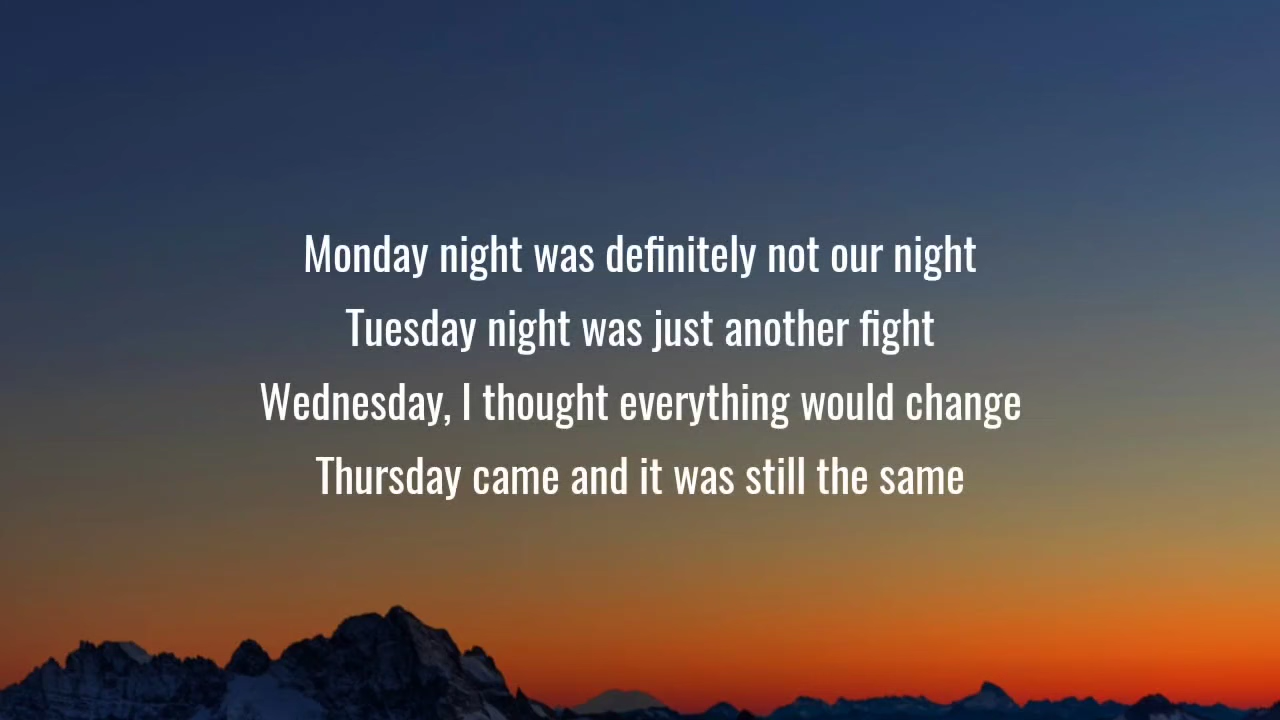 Monday night was definitely not our night
Tuesday night was just another fight
Wednesday, I thought everything would change
Thursday came and it was still the same